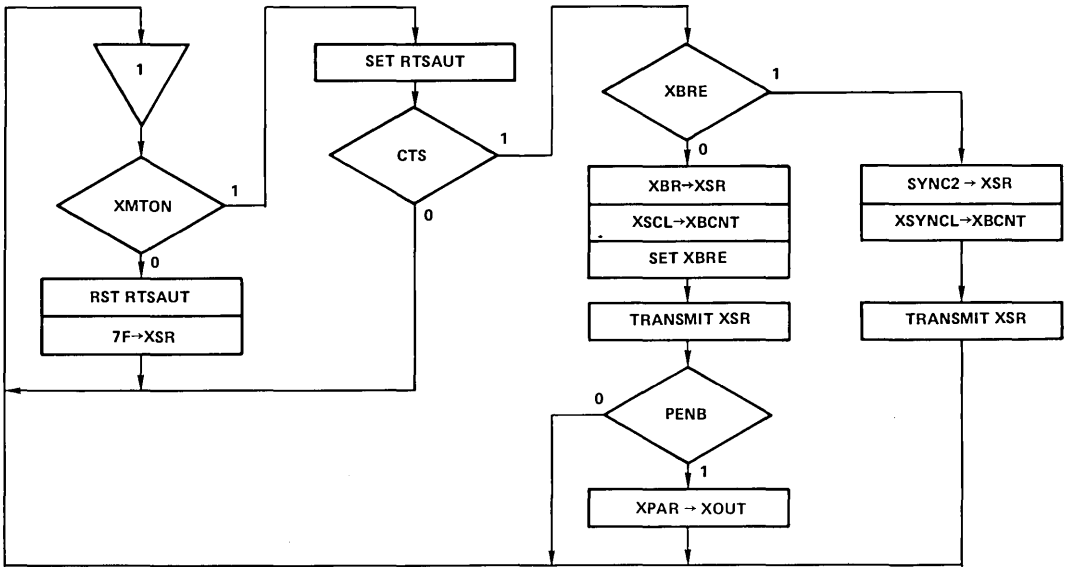 1
XMTON
1
0
RST RTSAUT
7F→XSR
SET RTSAUT
CTS
1
0
XBRE
1
0
XBR→XSR
XSCL→XBCNT
SET XBRE
TRANSMIT XSR
PENB
0
1
XPAR → XOUT
SYNC2 → XSR
XSYNCL→XBCNT
TRANSMIT XSR